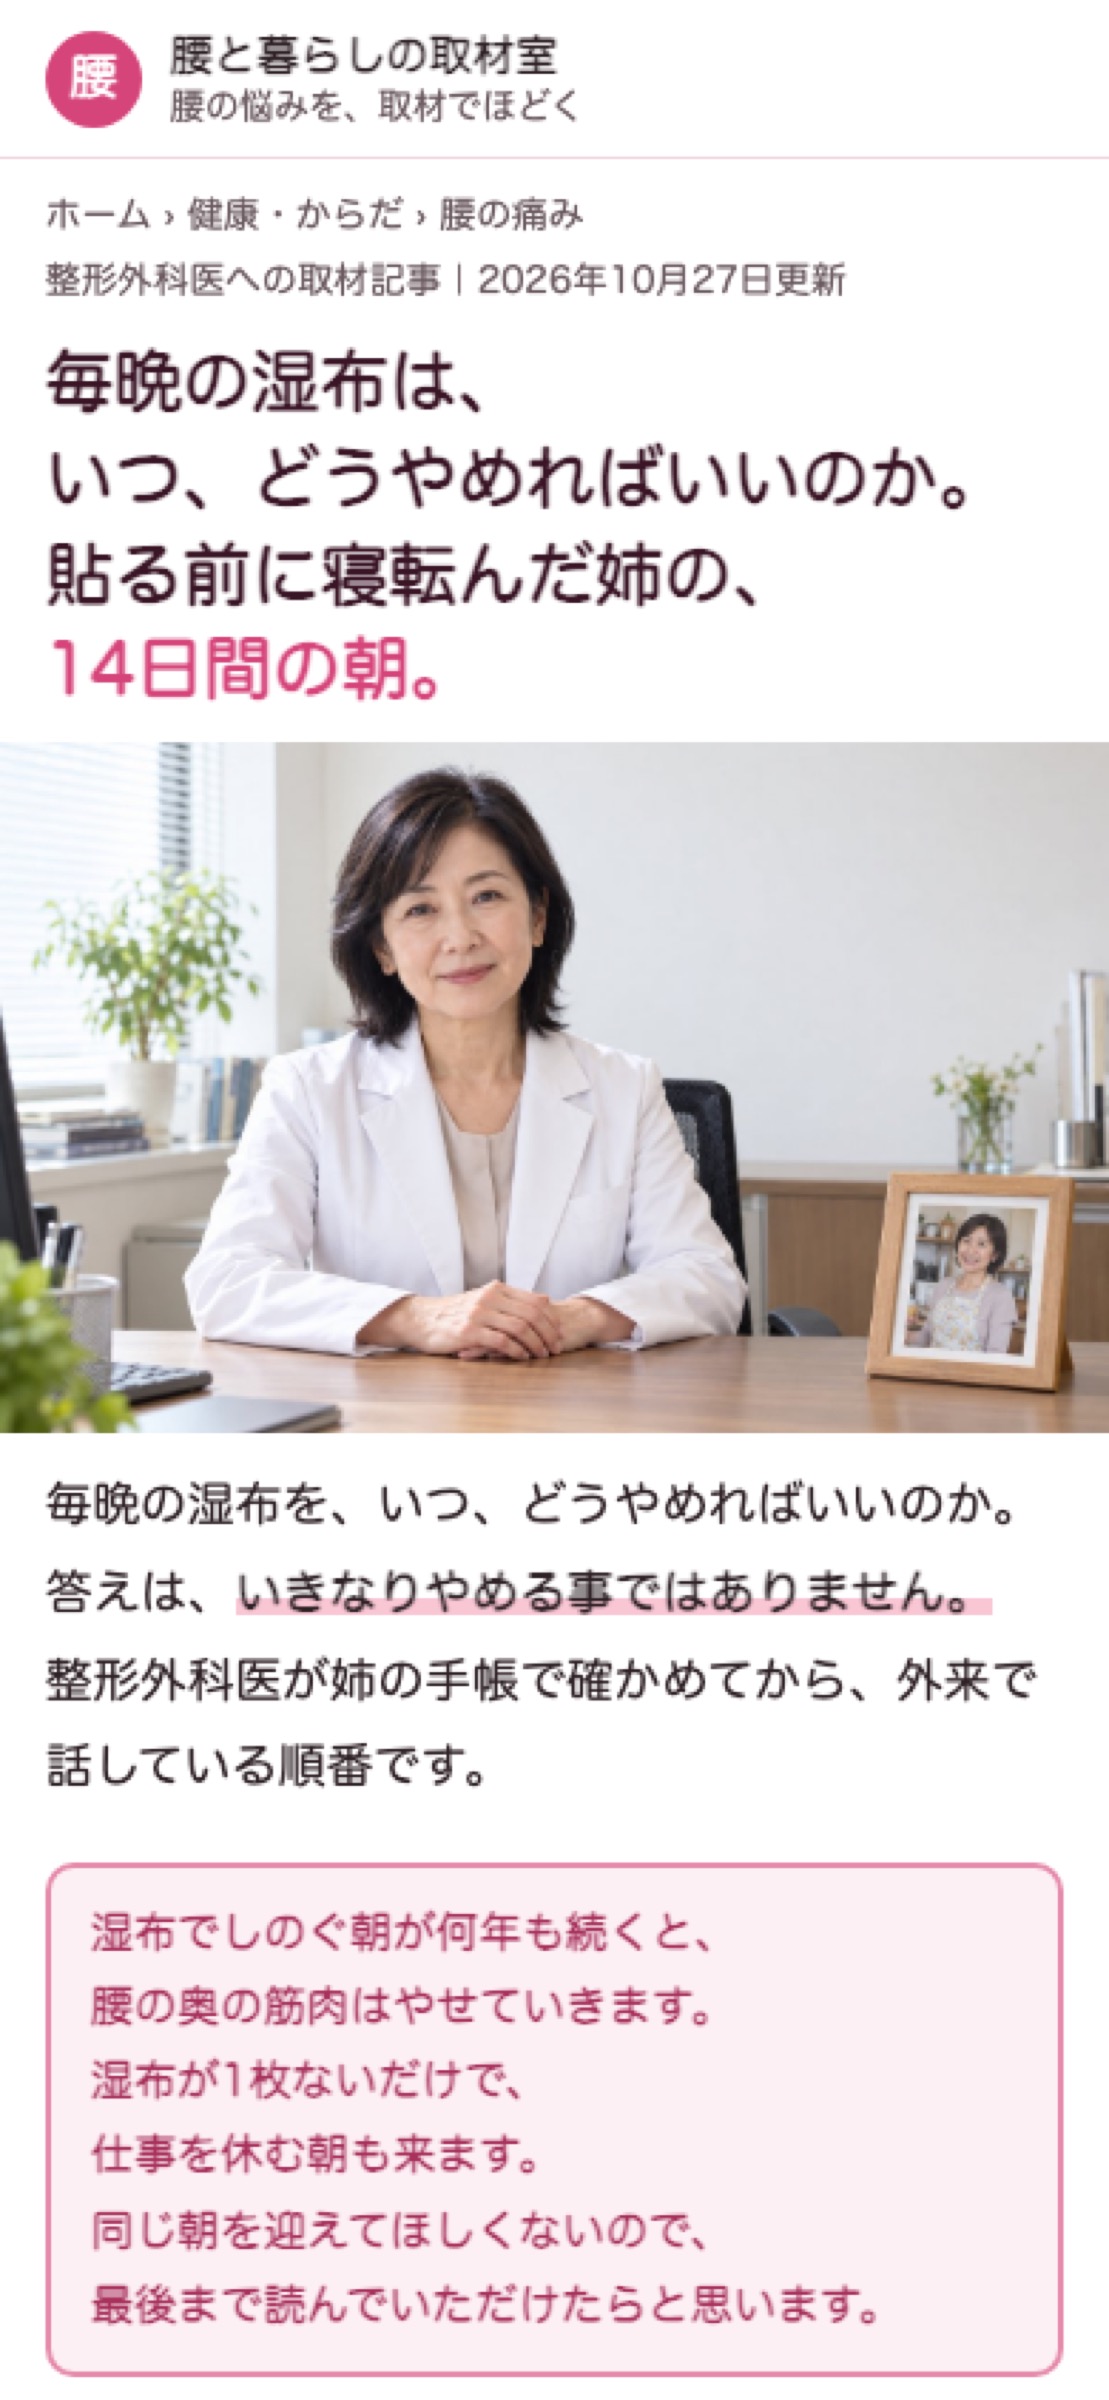 腰
腰と暮らしの取材室
腰の悩みを、取材でほどく
ホーム › 健康・からだ › 腰の痛み
整形外科医への取材記事｜2026年10月27日更新
毎晩の湿布は、
いつ、どうやめればいいのか。
貼る前に寝転んだ姉の、
14日間の朝。
毎晩の湿布を、いつ、どうやめればいいのか。
答えは、いきなりやめる事ではありません。
整形外科医が姉の手帳で確かめてから、外来で
話している順番です。
湿布でしのぐ朝が何年も続くと、
腰の奥の筋肉はやせていきます。
湿布が1枚ないだけで、
仕事を休む朝も来ます。
同じ朝を迎えてほしくないので、
最後まで読んでいただけたらと思います。